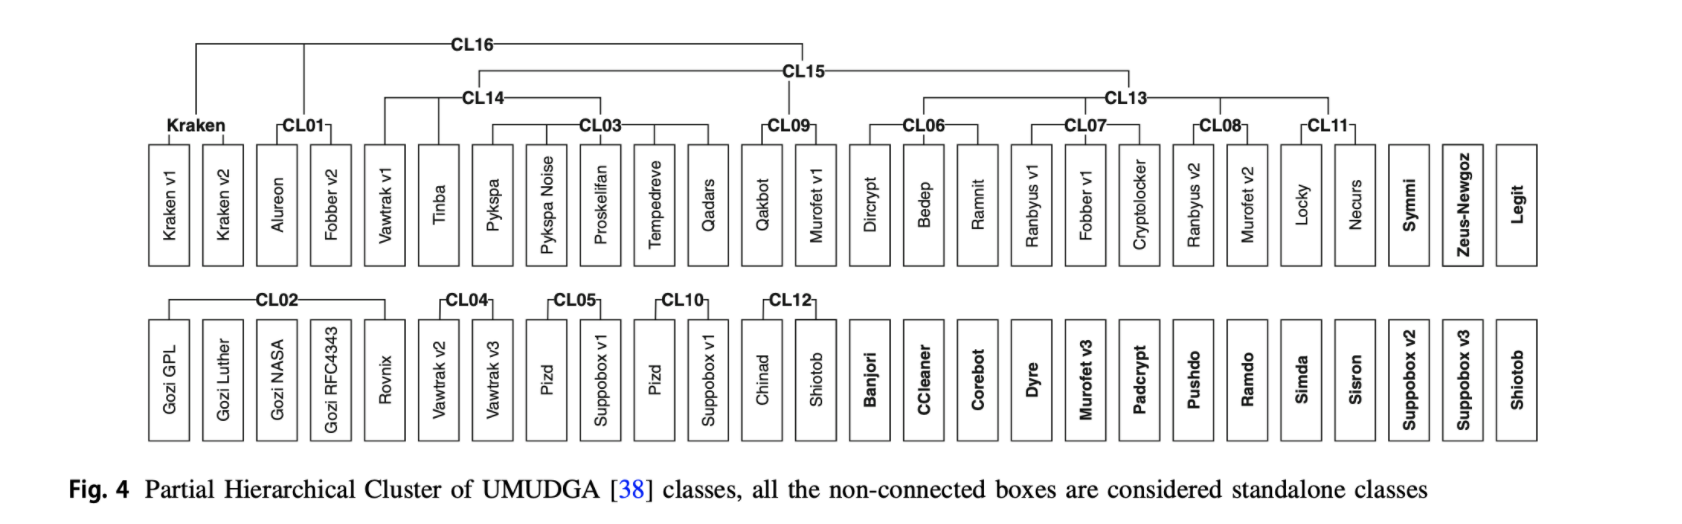 CL16
CL15
CL14
CL13
Kraken
CL01
CL03
CL09
CL06
CL07
CL08
CL11
Kraken v1
Kraken v2
Alureon
Fobber v2
Vawtrak v1
Tinba
Pykspa
Pykspa Noise
Proskelifan
Tempedreve
Qadars
Qakbot
Murofet v1
Dircrypt
Bedep
Ramnit
Ranbyus v1
Fobber v1
Cryptolocker
Ranbyus v2
Murofet v2
Locky
Necurs
Symmi
Zeus-Newgoz
Legit
CL02
CL04
CL05
CL10
CL12
Gozi GPL
Gozi Luther
Gozi NASA
Gozi RFC4343
Rovnix
Vawtrak v2
Vawtrak v3
Pizd
Suppobox v1
Pizd
Suppobox v1
Chinad
Shiotob
Banjori
CCleaner
Corebot
Dyre
Murofet v3
Padcrypt
Pushdo
Ramdo
Simda
Sisron
Suppobox v2
Suppobox v3
Shiotob
Fig. 4 Partial Hierarchical Cluster of UMUDGA [38] classes, all the non-connected boxes are considered standalone classes